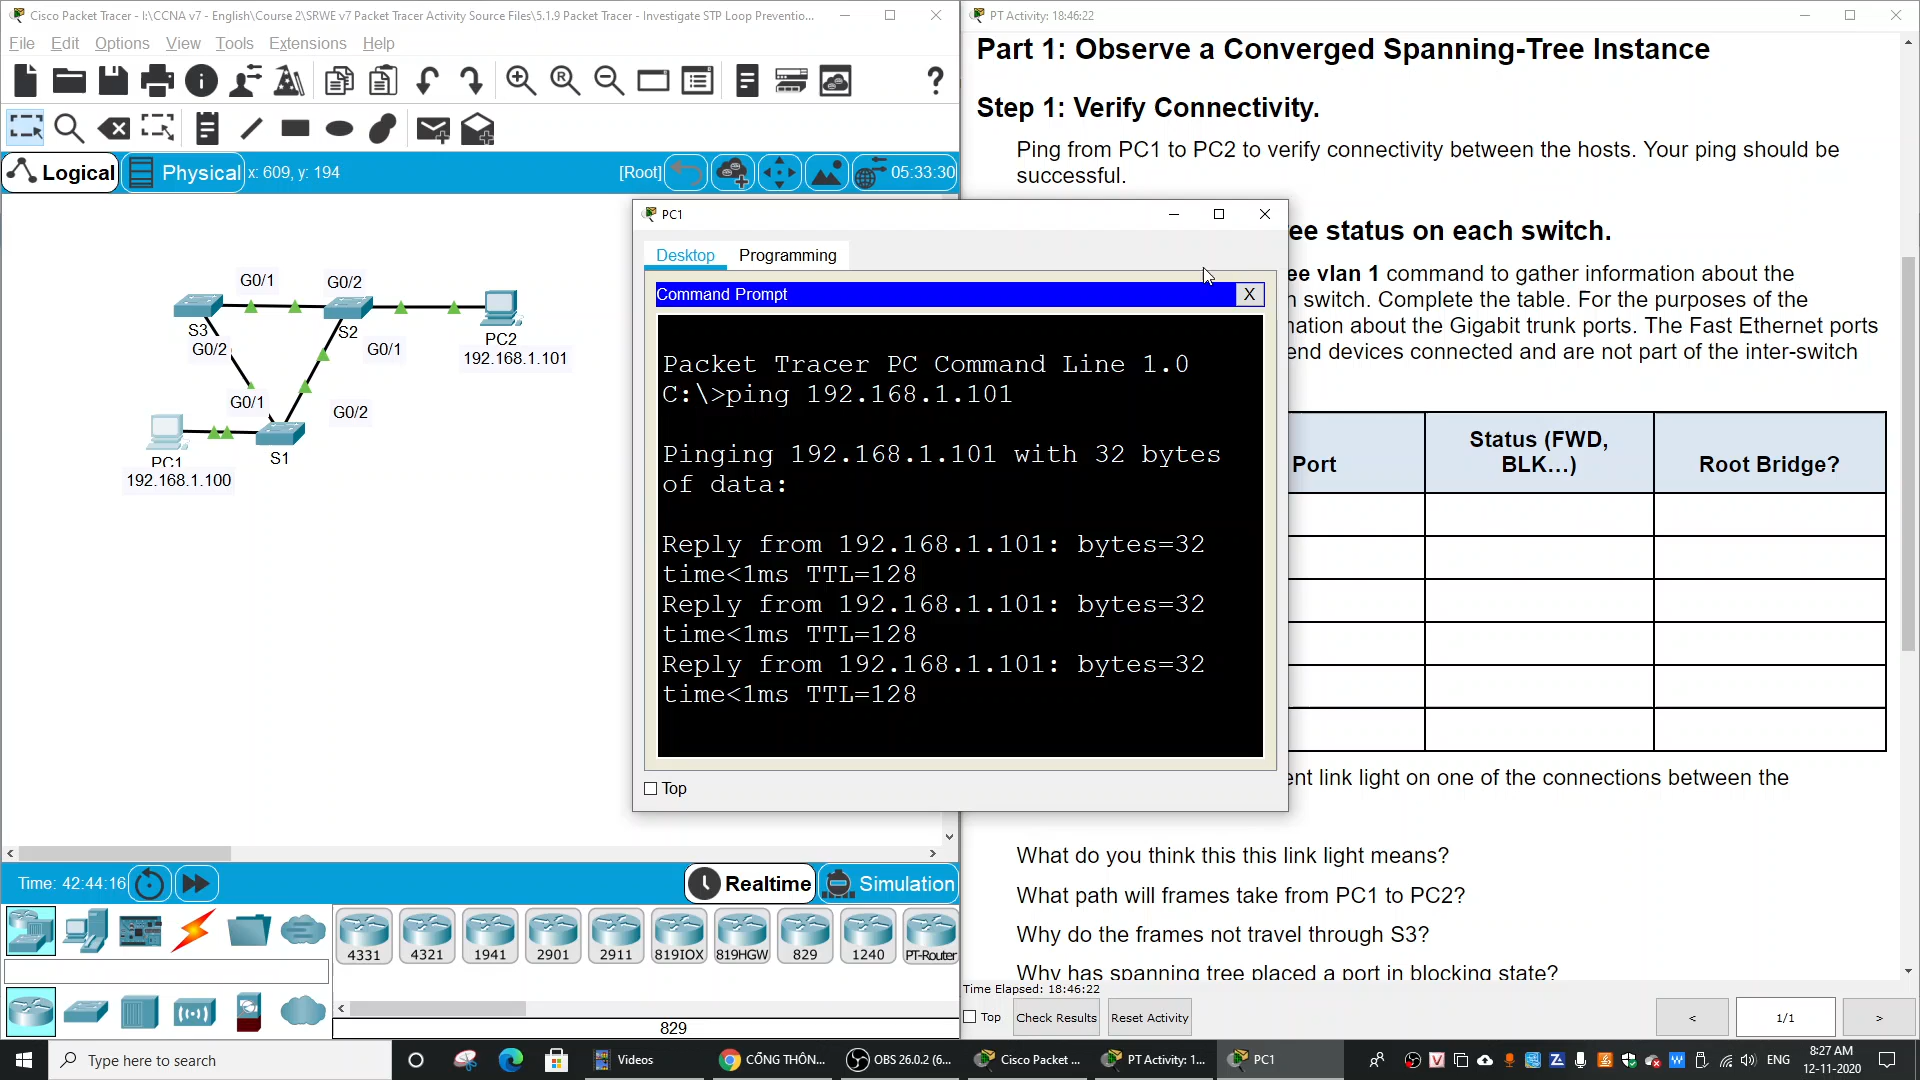 Cisco Packet Tracer - I:\CCNA v7 - English\Course 2\SRWE v7 Packet Tracer Activity Source Files\5.1.9 Packet Tracer - Investigate STP Loop Preventio...
File Edit Options View Tools Extensions Help
Logical
Physical
x: 609, y: 194
[Root]
05:33:30
G0/1
G0/2
S3
S2
G0/2
G0/1
PC2
192.168.1.101
G0/1
G0/2
PC1
S1
192.168.1.100
PC1
Desktop
Programming
Command Prompt
X
Packet Tracer PC Command Line 1.0
C:\>ping 192.168.1.101
Pinging 192.168.1.101 with 32 bytes
of data:
Reply from 192.168.1.101: bytes=32
time<1ms TTL=128
Reply from 192.168.1.101: bytes=32
time<1ms TTL=128
Reply from 192.168.1.101: bytes=32
time<1ms TTL=128
Top
Time: 42:44:16
Realtime
Simulation
4331
4321
1941
2901
2911
819IOX
819HGW
829
1240
PT-Router
829
PT Activity: 18:46:22
Part 1: Observe a Converged Spanning-Tree Instance
Step 1: Verify Connectivity.
Ping from PC1 to PC2 to verify connectivity between the hosts. Your ping should be
successful.
ee status on each switch.
ee vlan 1 command to gather information about the
switch. Complete the table. For the purposes of the
nation about the Gigabit trunk ports. The Fast Ethernet ports
end devices connected and are not part of the inter-switch
Port
Status (FWD,
BLK...)
Root Bridge?
ent link light on one of the connections between the
What do you think this this link light means?
What path will frames take from PC1 to PC2?
Why do the frames not travel through S3?
Why has spanning tree placed a port in blocking state?
Time Elapsed: 18:46:22
Top
Check Results
Reset Activity
<
1/1
>
Type here to search
Videos
CỔNG THÔN...
OBS 26.0.2 (6...
Cisco Packet ...
PT Activity: 1...
PC1
ENG
8:27 AM
12-11-2020